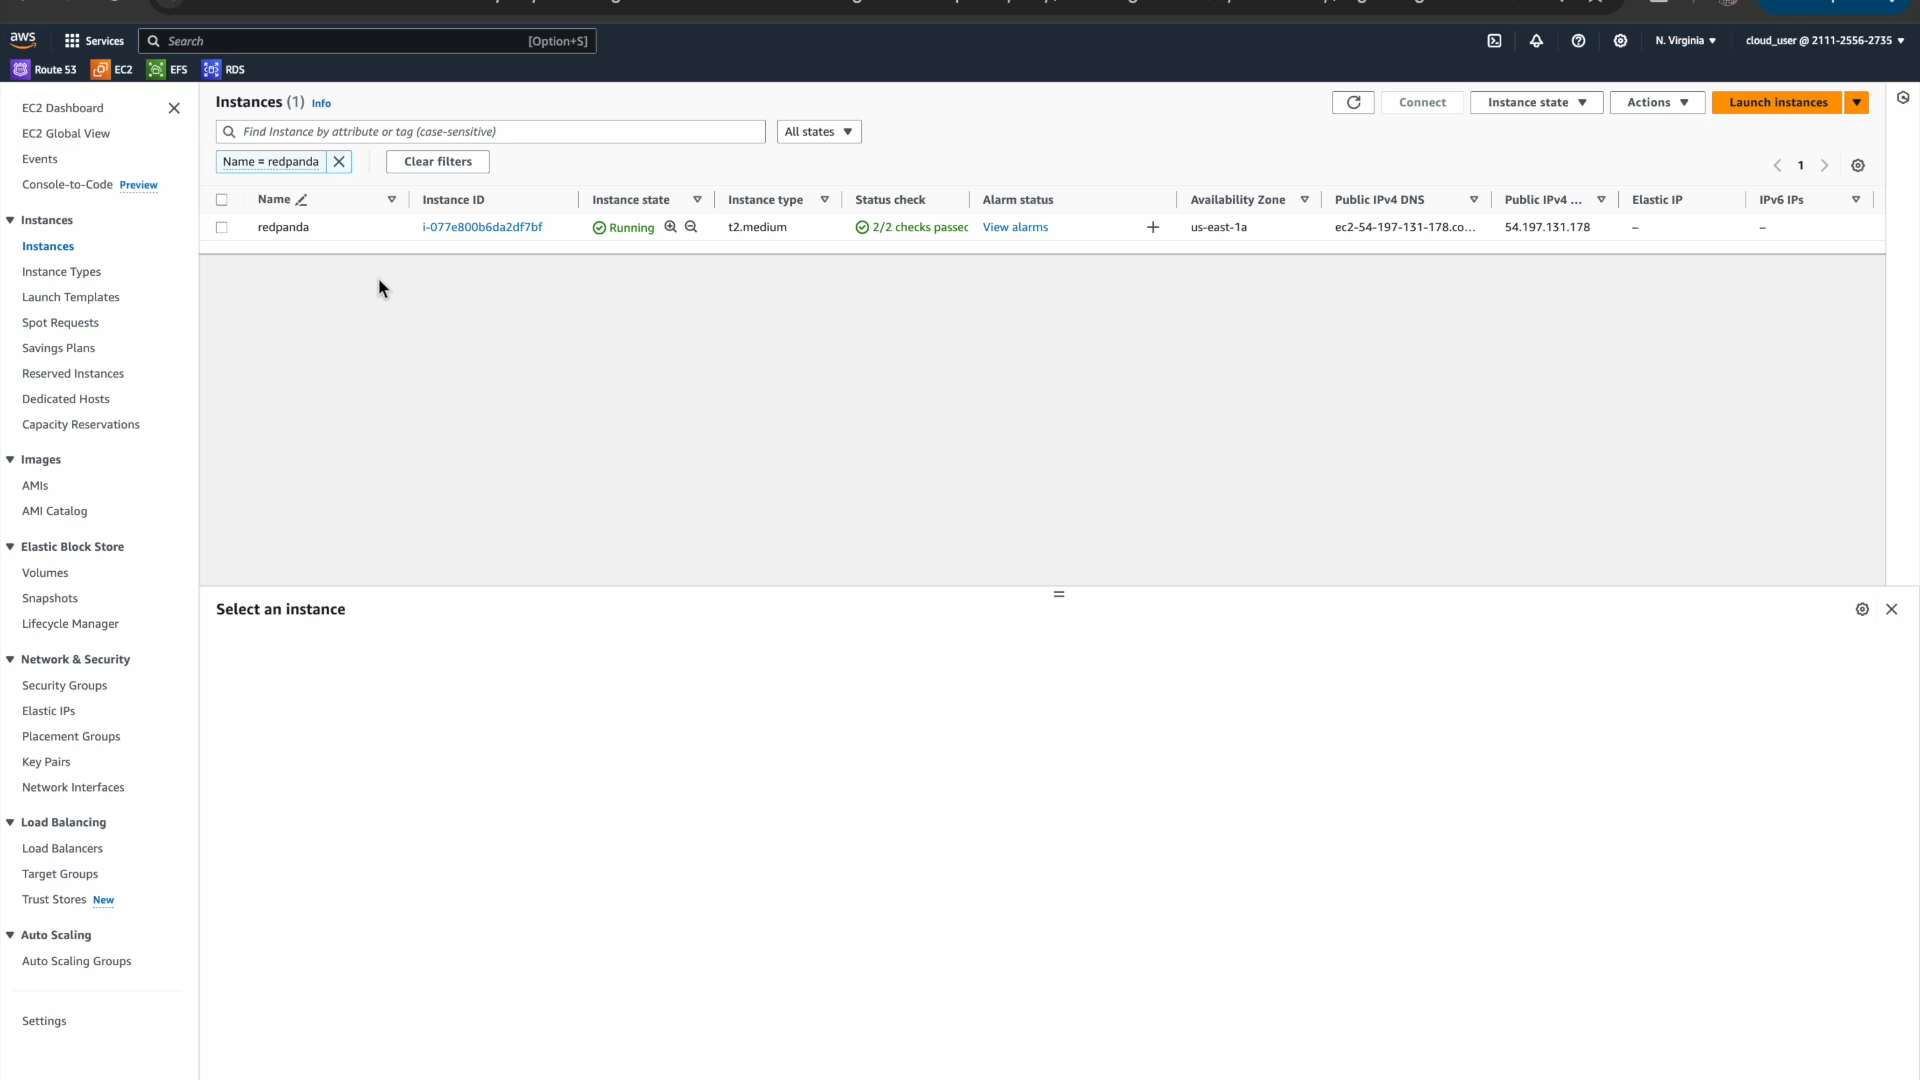 aws
Services
Search
[Option+S]
N. Virginia
cloud_user @ 2111-2556-2735
Route 53
EC2
EFS
RDS
EC2 Dashboard
EC2 Global View
Events
Console-to-Code Preview
Instances
Instances
Instance Types
Launch Templates
Spot Requests
Savings Plans
Reserved Instances
Dedicated Hosts
Capacity Reservations
Images
AMIs
AMI Catalog
Elastic Block Store
Volumes
Snapshots
Lifecycle Manager
Network & Security
Security Groups
Elastic IPs
Placement Groups
Key Pairs
Network Interfaces
Load Balancing
Load Balancers
Target Groups
Trust Stores New
Auto Scaling
Auto Scaling Groups
Settings
Instances (1) Info
Connect
Instance state
Actions
Launch instances
Find Instance by attribute or tag (case-sensitive)
All states
Name = redpanda
Clear filters
1
Name
Instance ID
Instance state
Instance type
Status check
Alarm status
Availability Zone
Public IPv4 DNS
Public IPv4 ...
Elastic IP
IPv6 IPs
redpanda
i-077e800b6da2df7bf
Running
t2.medium
2/2 checks passec
View alarms
us-east-1a
ec2-54-197-131-178.co...
54.197.131.178
–
–
Select an instance